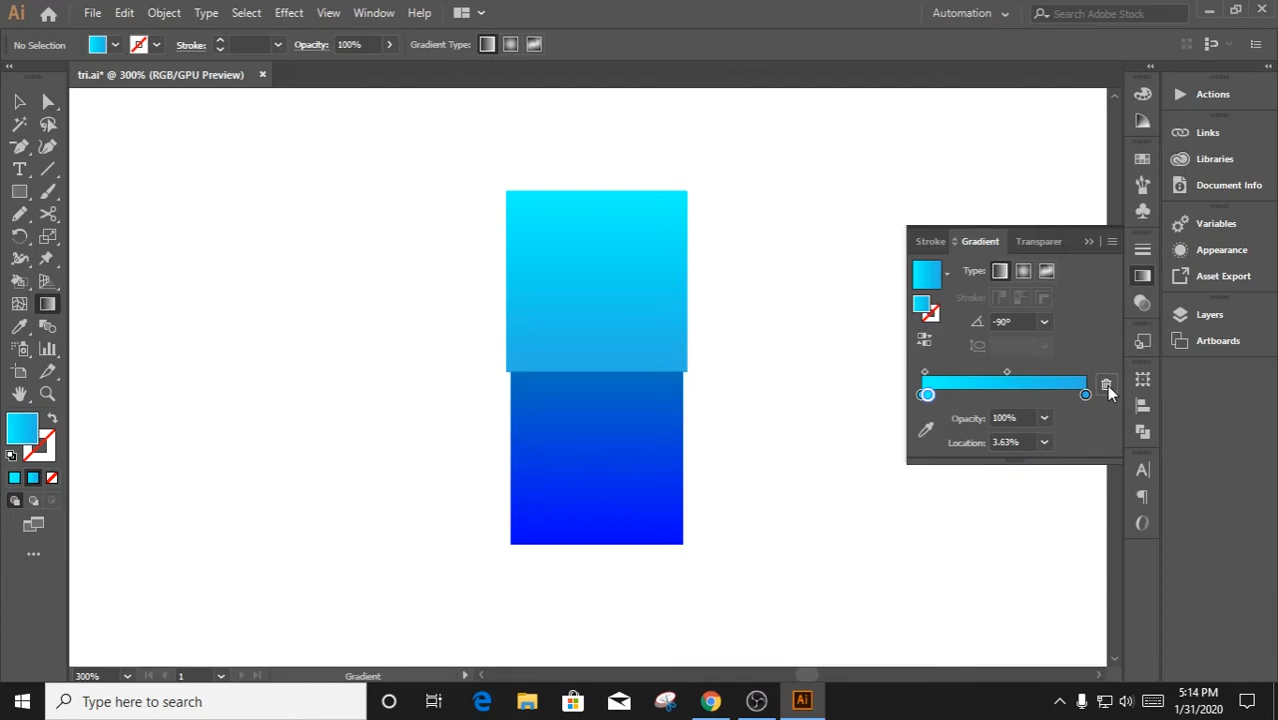 Ai File Edit Object Type Select Effect View Window Help Automation Search Adobe Stock
No Selection Stroke: Opacity: 100% Gradient Type:
tri.ai* @ 300% (RGB/GPU Preview)
Actions
Links
Libraries
Document Info
Variables
Appearance
Asset Export
Layers
Artboards
Stroke Gradient Transparer
Type:
Stroke:
-90°
Opacity: 100%
Location: 3.63%
300% 1 Gradient
Type here to search
Ai
5:14 PM
1/31/2020